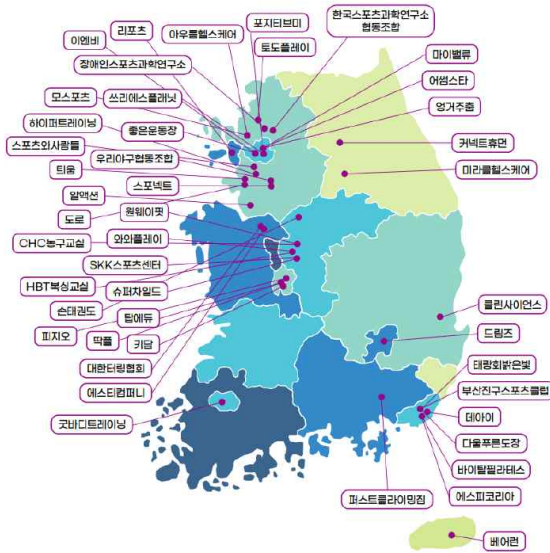 한국스포츠과학연구소
협동조합
포지티브미
리포츠
아우름헬스케어
이엠비
토도플레이
마이밸류
장애인스포츠과학연구소
어썸스타
모스포츠
쓰리에스플래닛
엉거주춤
하이퍼트레이닝
좋은운동장
커넥트휴먼
스포츠와사람들
우리야구협동조합
미라클헬스케어
틔움
스포넥트
알액션
원웨이핏
도로
와와플레이
CHC농구교실
SKK스포츠센터
HBT복싱교실
슈퍼차일드
손태권도
탑에듀
클린사이언스
피지오
딱플
키담
드림즈
대한터링협회
태랑회밝은빛
에스티컴퍼니
부산진구스포츠클럽
데아이
굿바디트레이닝
다울푸른도장
바이탈필라테스
퍼스트클라이밍짐
에스피코리아
베어런